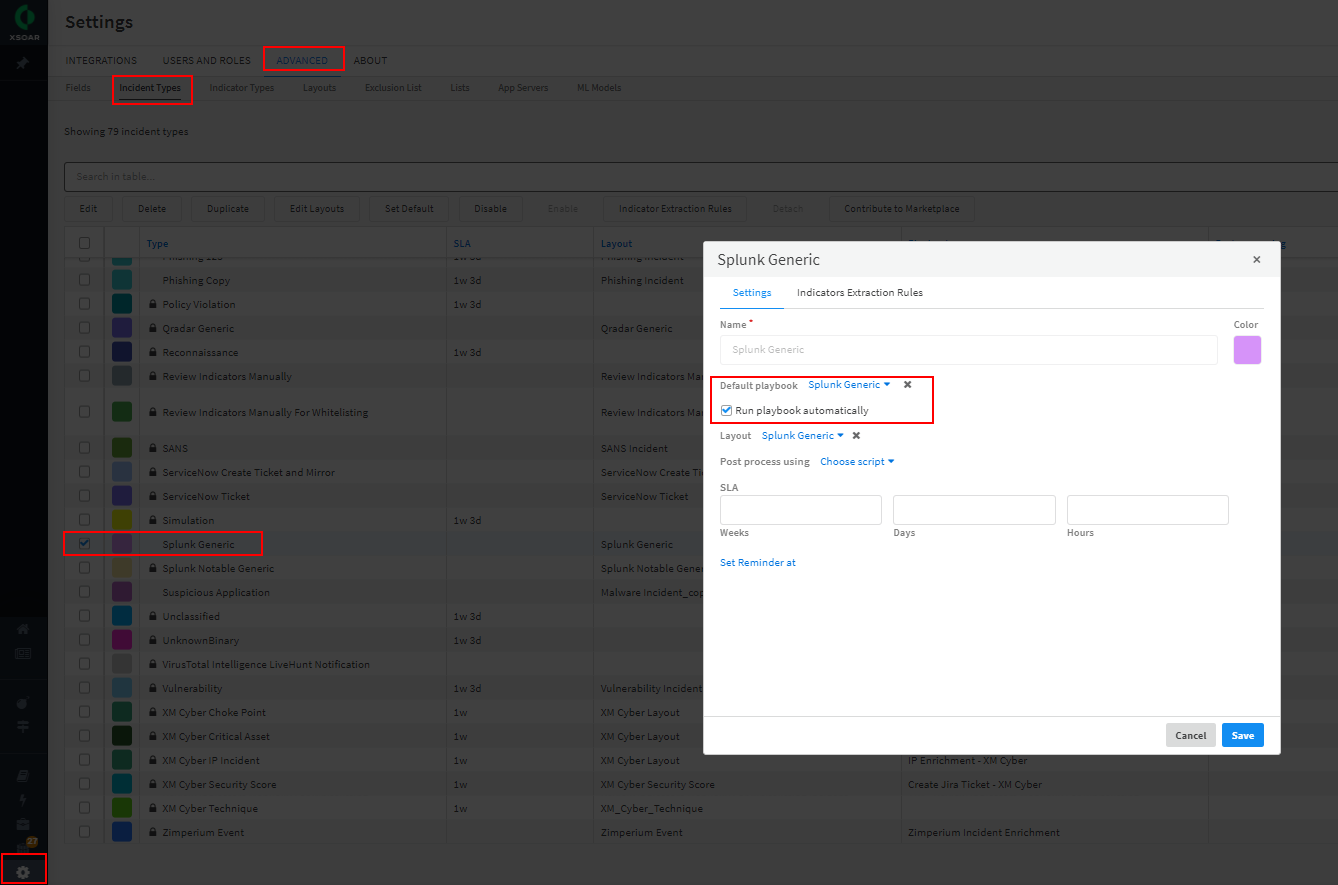 XSOAR
Settings
INTEGRATIONS USERS AND ROLES ADVANCED ABOUT
Fields Incident Types Indicator Types Layouts Exclusion List Lists App Servers ML Models
Showing 79 incident types
Search in table...
Edit Delete Duplicate Edit Layouts Set Default Disable Enable Indicator Extraction Rules Detach Contribute to Marketplace
Type SLA Layout
Phishing Copy 1w 3d Phishing Incident
Policy Violation 1w 3d
Qradar Generic Qradar Generic
Reconnaissance 1w 3d
Review Indicators Manually Review Indicators Ma
Review Indicators Manually For Whitelisting Review Indicators Ma
SANS SANS Incident
ServiceNow Create Ticket and Mirror ServiceNow Create Ti
ServiceNow Ticket ServiceNow Ticket
Simulation 1w 3d
Splunk Generic Splunk Generic
Splunk Notable Generic Splunk Notable Gene
Suspicious Application Malware Incident_cop
Unclassified 1w 3d
UnknownBinary 1w 3d
VirusTotal Intelligence LiveHunt Notification
Vulnerability 1w 3d Vulnerability Incident
XM Cyber Choke Point 1w XM Cyber Layout
XM Cyber Critical Asset 1w XM Cyber Layout
XM Cyber IP Incident 1w XM Cyber Layout IP Enrichment - XM Cyber
XM Cyber Security Score 1w XM Cyber Security Score Create Jira Ticket - XM Cyber
XM Cyber Technique 1w XM_Cyber_Technique
Zimperium Event Zimperium Event Zimperium Incident Enrichment
27
Splunk Generic ×
Settings Indicators Extraction Rules
Name * Color
Splunk Generic
Default playbook Splunk Generic
Run playbook automatically
Layout Splunk Generic
Post process using Choose script
SLA
Weeks Days Hours
Set Reminder at
Cancel Save